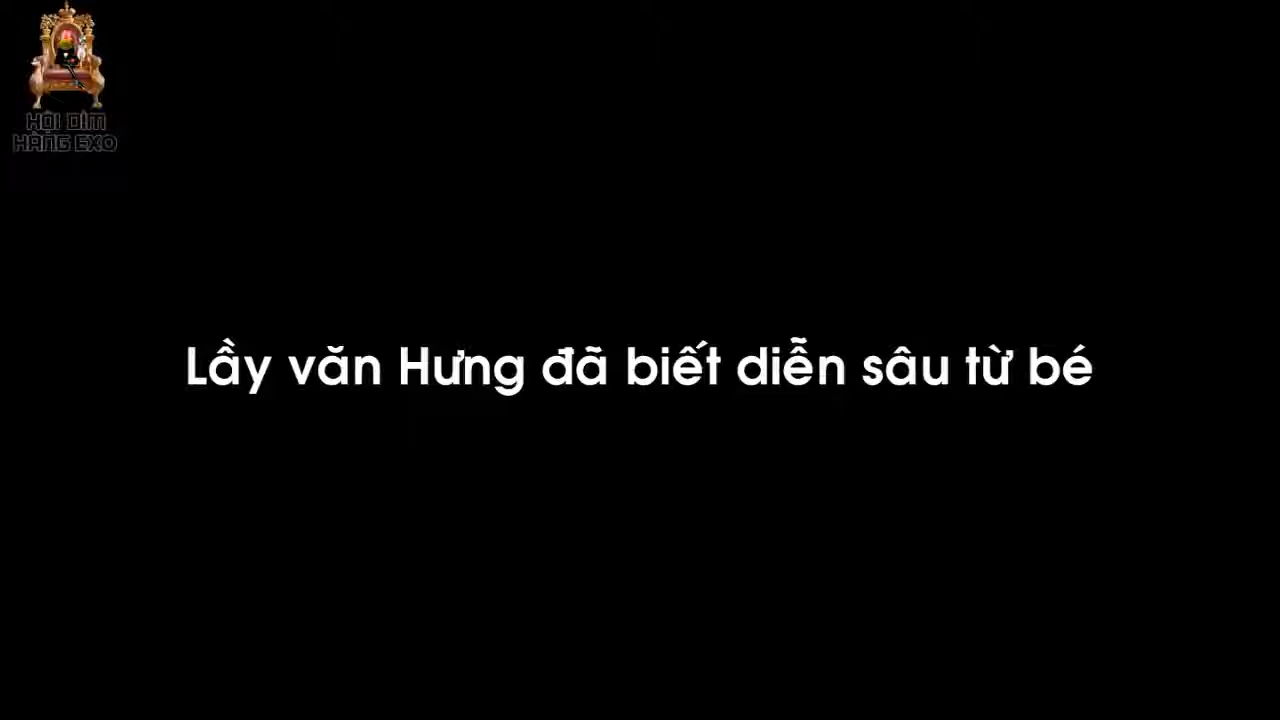 HỘI DÌM
HÀNG EXO
Lầy văn Hưng đã biết diễn sâu từ bé